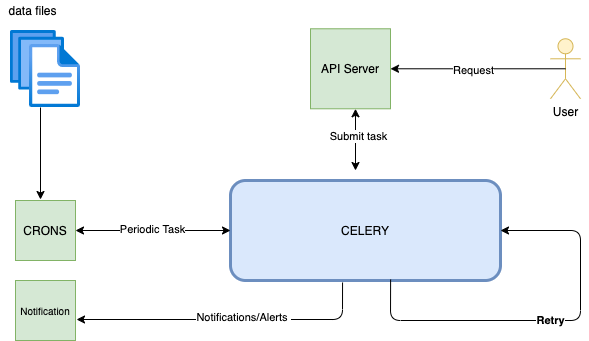 data files
API Server
Request
User
Submit task
CRONS
Periodic Task
CELERY
Notification
Notifications/Alerts
Retry